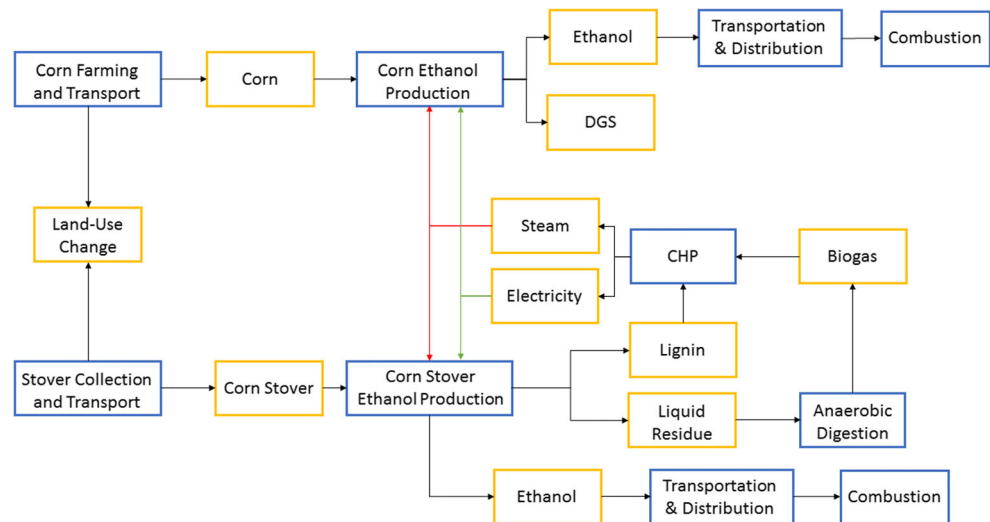 Ethanol
Transportation
& Distribution
Combustion
Corn Farming
and Transport
Corn
Corn Ethanol
Production
DGS
Land-Use
Change
Steam
CHP
Biogas
Electricity
Lignin
Stover Collection
and Transport
Corn Stover
Corn Stover
Ethanol Production
Liquid
Residue
Anaerobic
Digestion
Ethanol
Transportation
& Distribution
Combustion